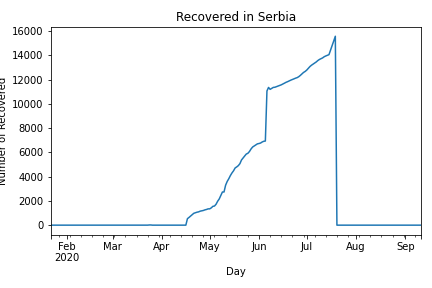 Recovered in Serbia
Number of Recovered
16000
14000
12000
10000
8000
6000
4000
2000
0
Feb
2020
Mar
Apr
May
Jun
Jul
Aug
Sep
Day